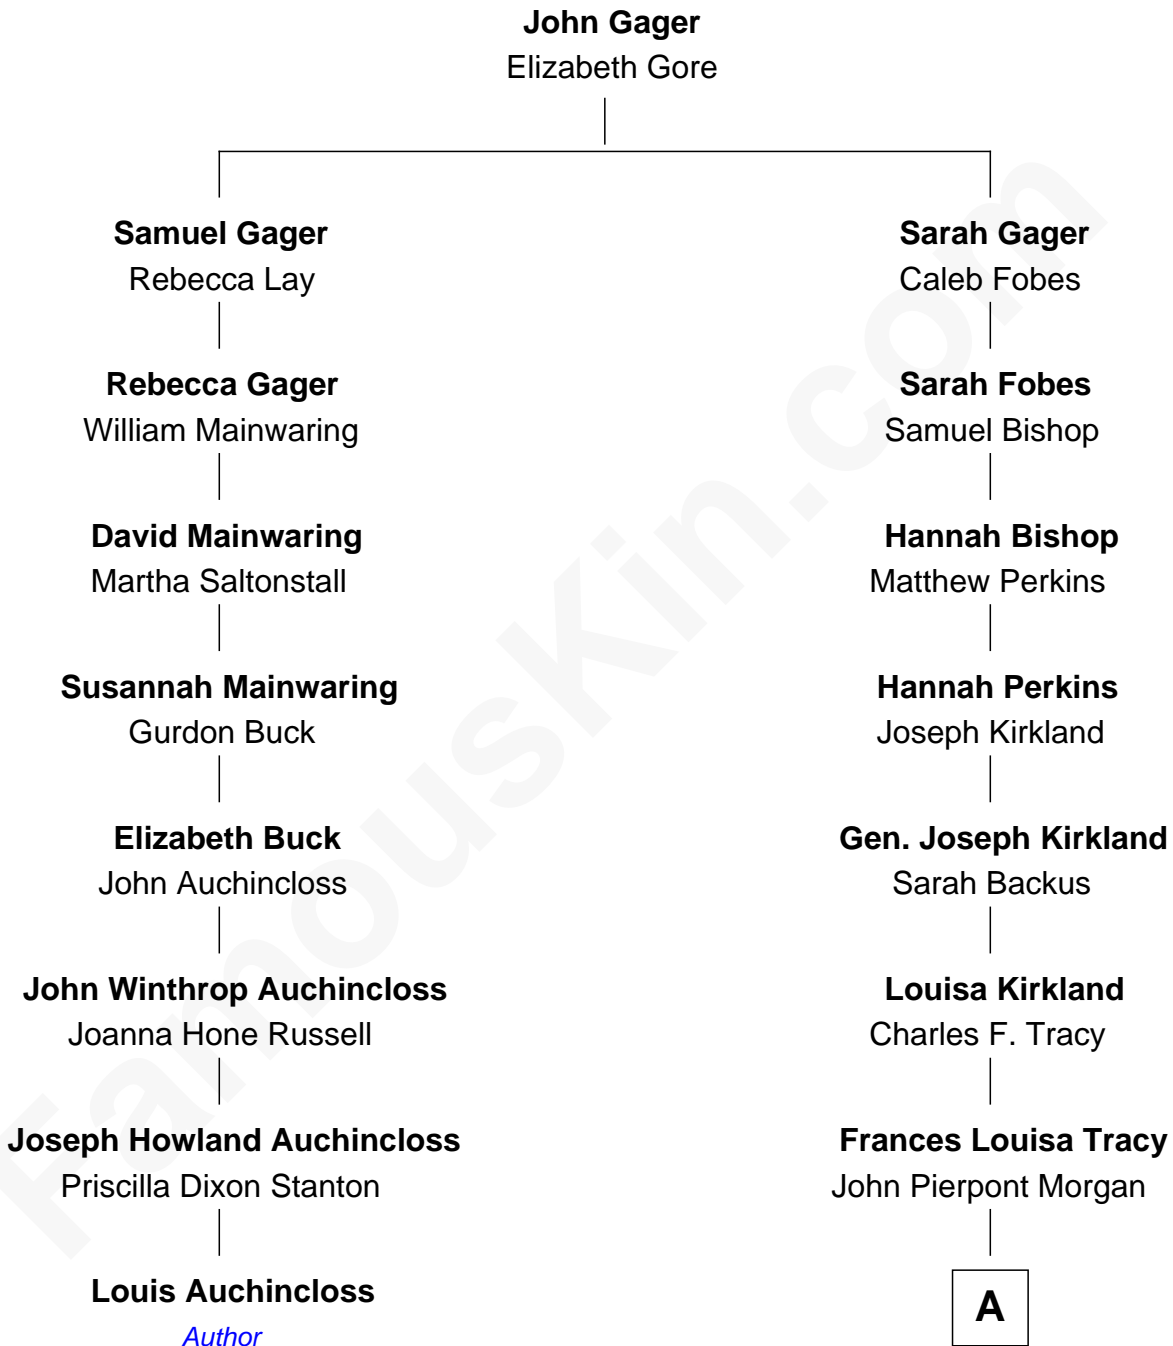 John Gager
Elizabeth Gore
Samuel Gager
Rebecca Lay
Rebecca Gager
William Mainwaring
David Mainwaring
Martha Saltonstall
Susannah Mainwaring
Gurdon Buck
Elizabeth Buck
John Auchincloss
John Winthrop Auchincloss
Joanna Hone Russell
Joseph Howland Auchincloss
Priscilla Dixon Stanton
Louis Auchincloss
Author
Sarah Gager
Caleb Fobes
Sarah Fobes
Samuel Bishop
Hannah Bishop
Matthew Perkins
Hannah Perkins
Joseph Kirkland
Gen. Joseph Kirkland
Sarah Backus
Louisa Kirkland
Charles F. Tracy
Frances Louisa Tracy
John Pierpont Morgan
A
FamousKin.com